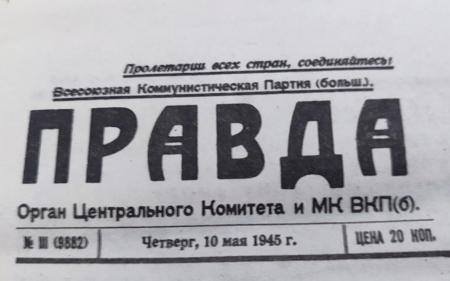 Пролетарии всех стран, соединяйтесь!
Всесоюзная Коммунистическая Партия (больш.).
ПРАВДА
Орган Центрального Комитета и МК ВКП(б).
№ III (9882)
Четверг, 10 мая 1945 г.
ЦЕНА 20 КОП.